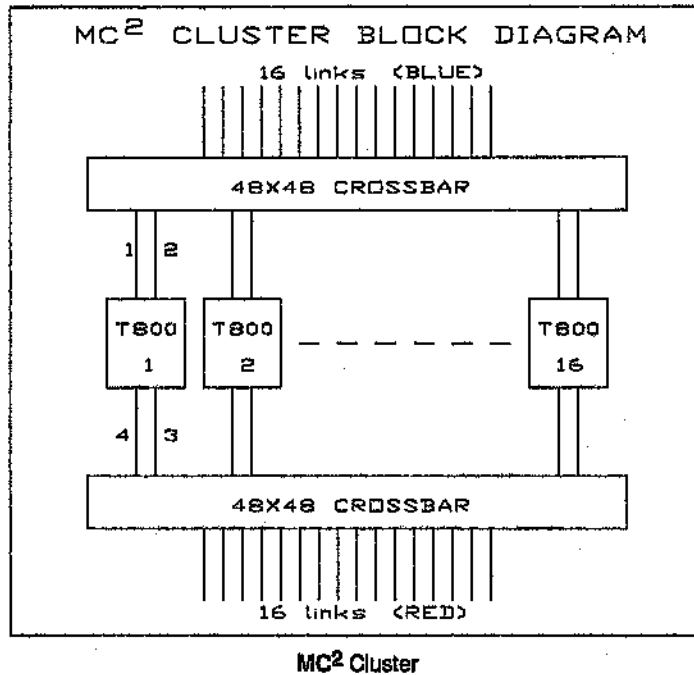 MC² CLUSTER BLOCK DIAGRAM
16 links (BLUE)
48X48 CROSSBAR
1 2
T800 T800 T800
1 2 16
4 3
48X48 CROSSBAR
16 links (RED)
MC² Cluster